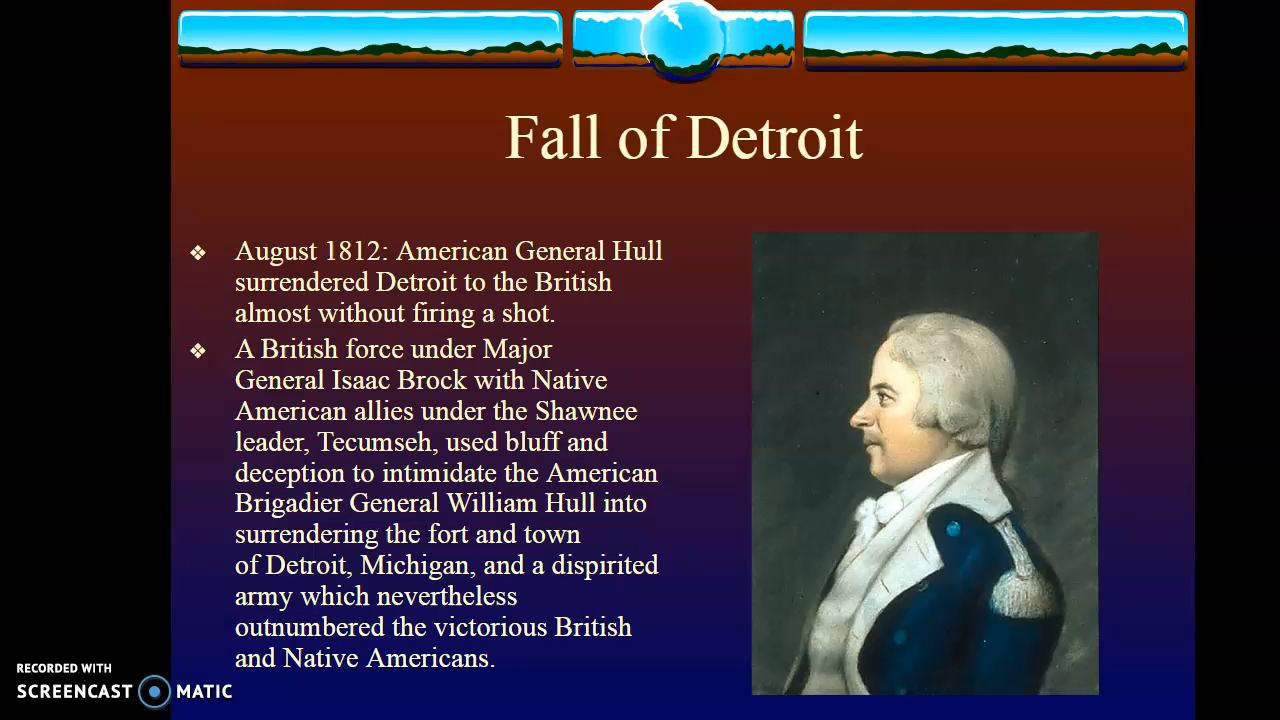 Fall of Detroit
❖ August 1812: American General Hull
surrendered Detroit to the British
almost without firing a shot.
❖ A British force under Major
General Isaac Brock with Native
American allies under the Shawnee
leader, Tecumseh, used bluff and
deception to intimidate the American
Brigadier General William Hull into
surrendering the fort and town
of Detroit, Michigan, and a dispirited
army which nevertheless
outnumbered the victorious British
and Native Americans.
RECORDED WITH
SCREENCAST MATIC